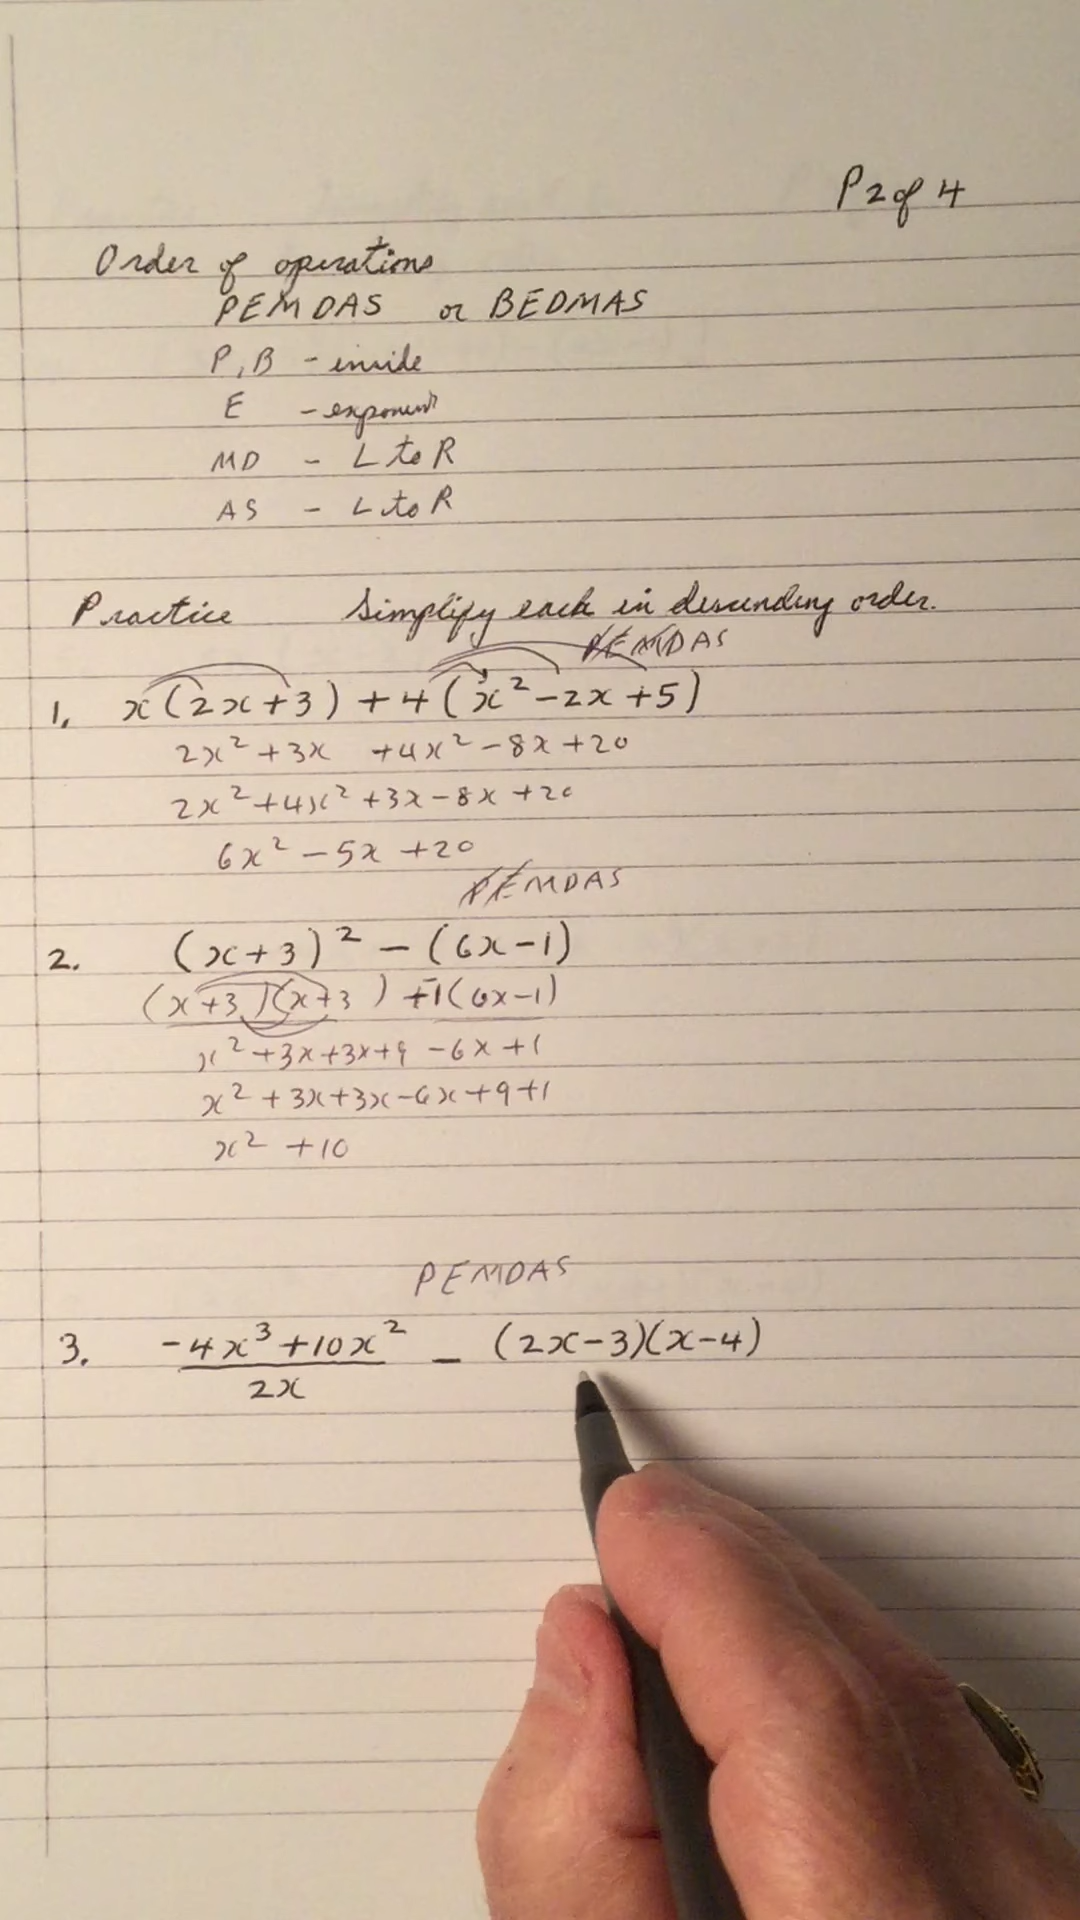 P 2 of 4
Order of operations
PEMDAS or BEDMAS
P, B - inside
E - exponent
MD - L to R
AS - L to R
Practice Simplify each in descending order.
PEMDAS
1. x(2x+3)+4(x²-2x+5)
2x²+3x +4x²-8x+20
2x²+4x²+3x-8x+20
6x²-5x+20
PEMDAS
2. (x+3)² - (6x-1)
(x+3)(x+3) +-1(6x-1)
x²+3x+3x+9 -6x+1
x²+3x+3x-6x+9+1
x² +10
PEMDAS
3. -4x³+10x² - (2x-3)(x-4)
2x